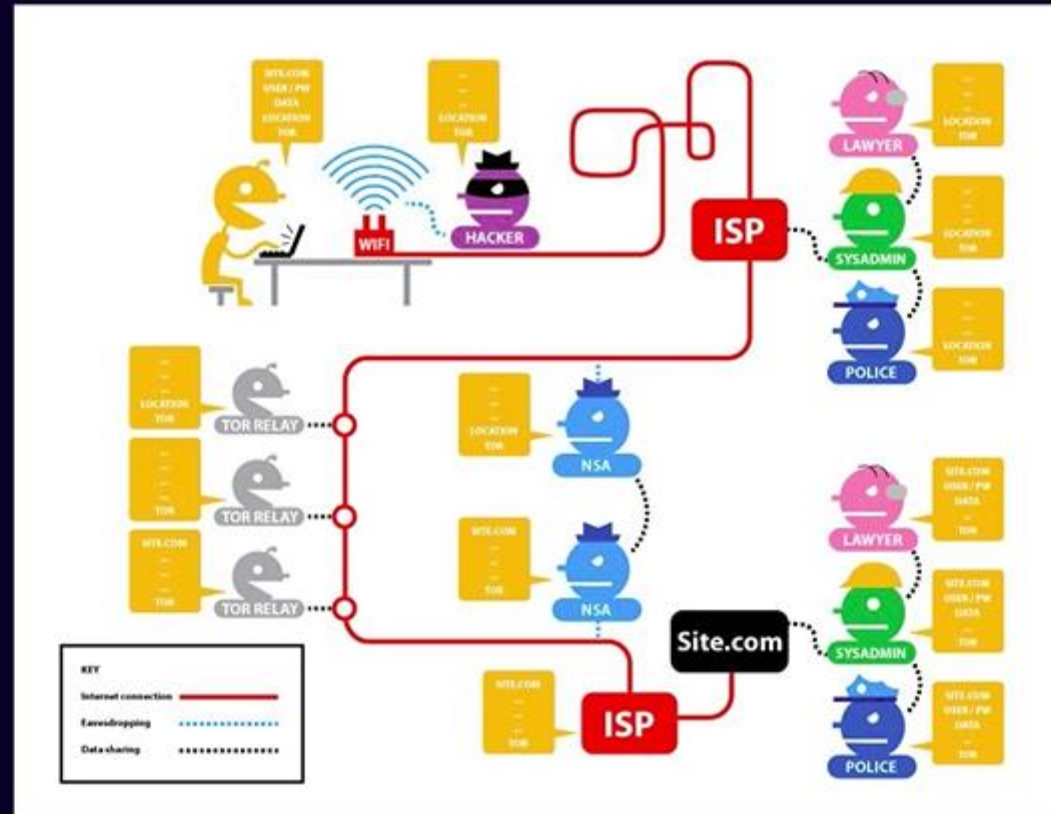 SITE.COM
USER / PW
DATA
LOCATION
TOR
LOCATION
TOR
WIFI
HACKER
ISP
LAWYER
LOCATION
TOR
SYSADMIN
LOCATION
TOR
POLICE
LOCATION
TOR
LOCATION
TOR
TOR RELAY
TOR
TOR RELAY
SITE.COM
TOR
TOR RELAY
LOCATION
TOR
NSA
SITE.COM
TOR
NSA
LAWYER
SITE.COM
USER / PW
DATA
TOR
SYSADMIN
SITE.COM
USER / PW
DATA
TOR
POLICE
SITE.COM
USER / PW
DATA
TOR
Site.com
SITE.COM
TOR
ISP
KEY
Internet connection
Eavesdropping
Data sharing